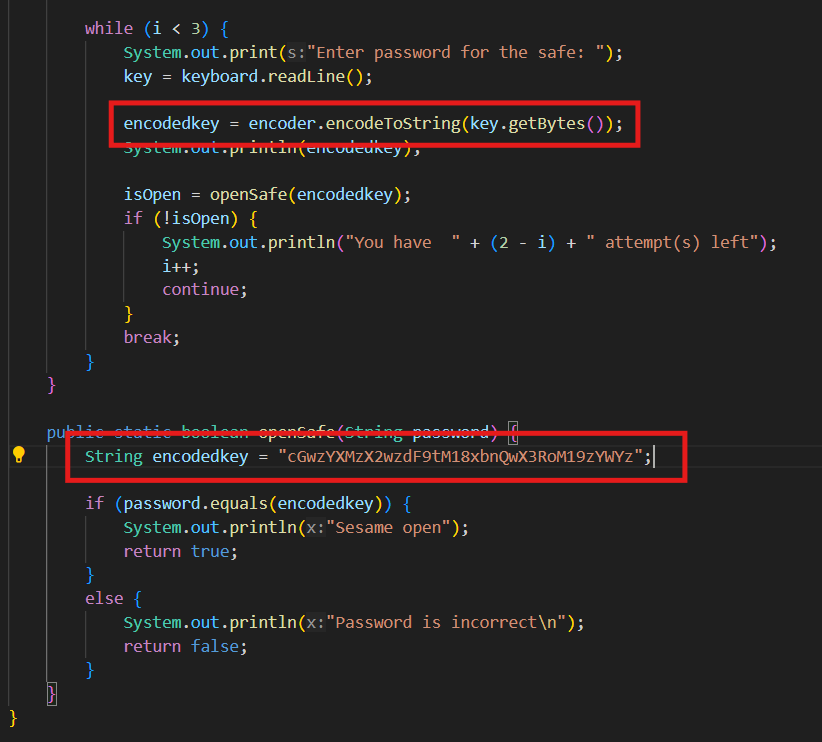 while (i < 3) {
System.out.print(s:"Enter password for the safe: ");
key = keyboard.readLine();
encodedkey = encoder.encodeToString(key.getBytes());
System.out.println(encodedkey);
isOpen = openSafe(encodedkey);
if (!isOpen) {
System.out.println("You have  " + (2 - i) + " attempt(s) left");
i++;
continue;
}
break;
}
}
public static boolean openSafe(String password) {
String encodedkey = "cGwzYXMzX2wzdF9tM18xbnQwX3RoM19zYWYz";
if (password.equals(encodedkey)) {
System.out.println(x:"Sesame open");
return true;
}
else {
System.out.println(x:"Password is incorrect\n");
return false;
}
}
}